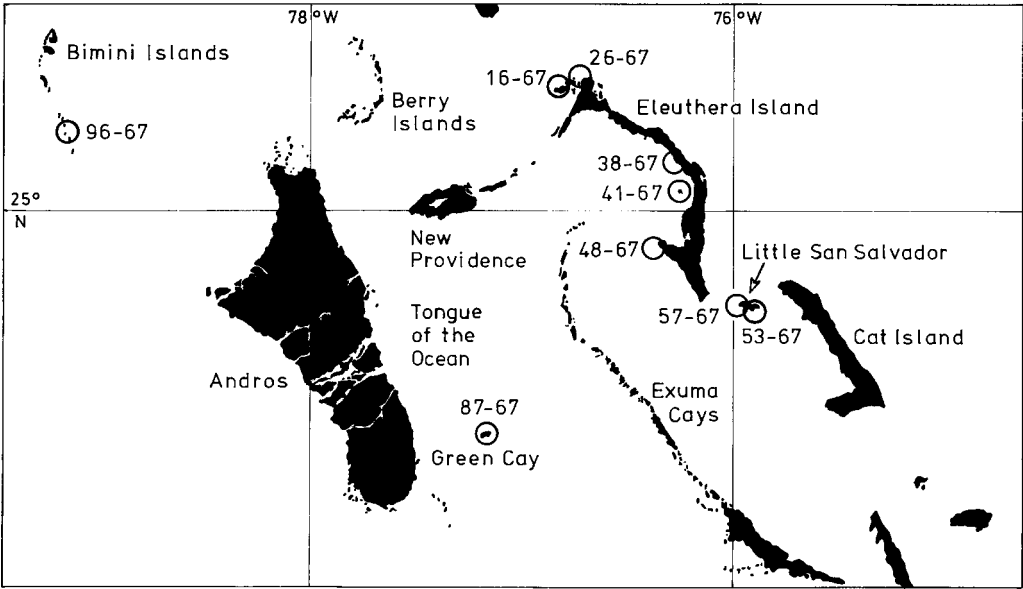 78°W
76°W
Bimini Islands
26-67
16-67
Berry
Islands
Eleuthera Island
96-67
38-67
41-67
25°
N
New
Providence
48-67
Little San Salvador
57-67
53-67
Tongue
of the
Ocean
Cat Island
Andros
Exuma
Cays
87-67
Green Cay